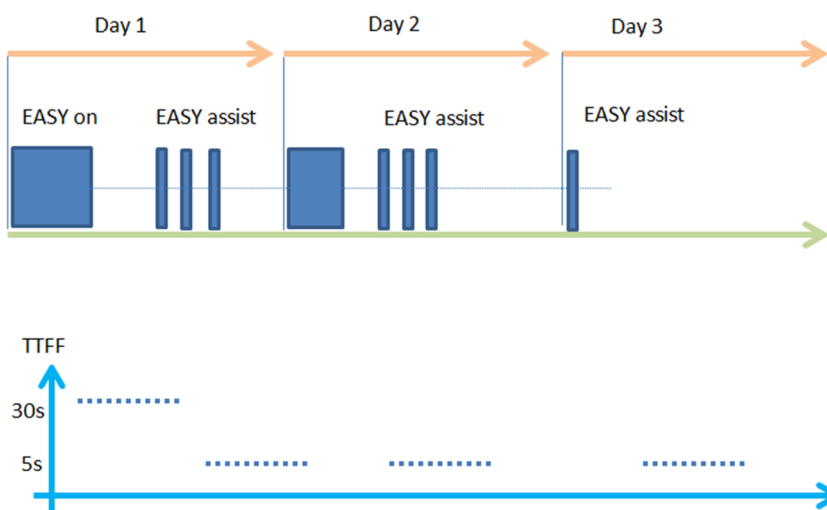 Day 1
Day 2
Day 3
EASY on
EASY assist
EASY assist
EASY assist
TTFF
30s
5s